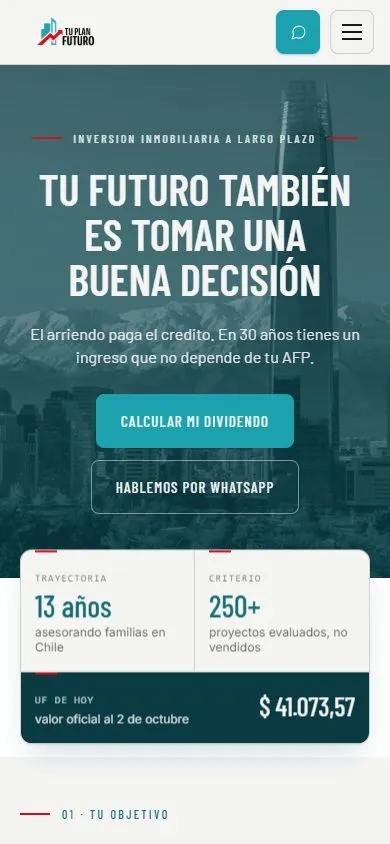 TU PLAN
FUTURO
INVERSION INMOBILIARIA A LARGO PLAZO
TU FUTURO TAMBIÉN
ES TOMAR UNA
BUENA DECISIÓN
El arriendo paga el credito. En 30 años tienes un
ingreso que no depende de tu AFP.
CALCULAR MI DIVIDENDO
HABLEMOS POR WHATSAPP
TRAYECTORIA
13 años
asesorando familias en
Chile
CRITERIO
250+
proyectos evaluados, no
vendidos
UF DE HOY
valor oficial al 2 de octubre
$ 41.073,57
01 · TU OBJETIVO